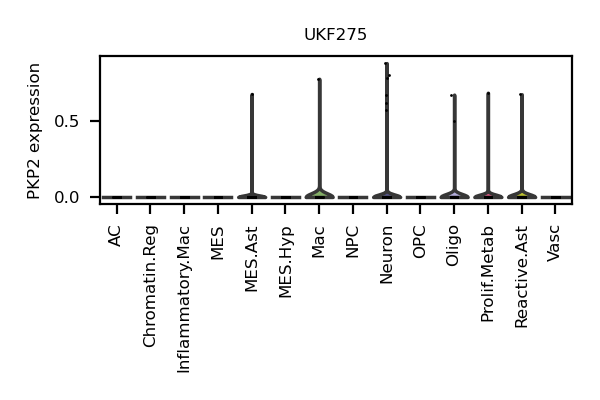 UKF275
PKP2 expression
0.5
0.0
AC
Chromatin.Reg
Inflammatory.Mac
MES
MES.Ast
MES.Hyp
Mac
NPC
Neuron
OPC
Oligo
Prolif.Metab
Reactive.Ast
Vasc